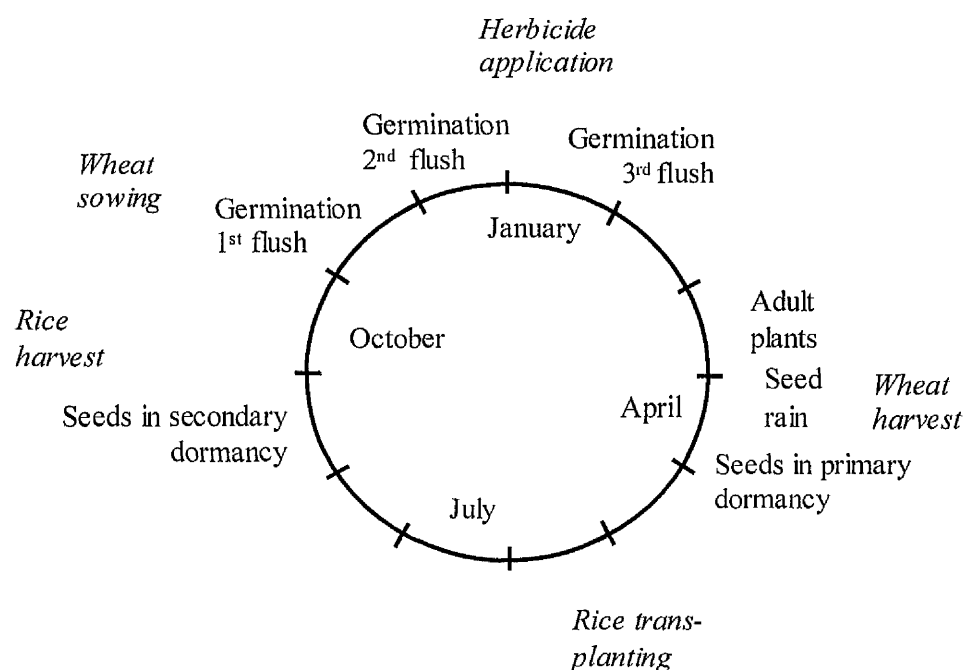 Herbicide
application
Germination
2nd flush
Germination
3rd flush
Wheat
sowing
Germination
1st flush
January
Adult
plants
Rice
harvest
October
Seed
rain
Wheat
harvest
April
Seeds in secondary
dormancy
Seeds in primary
dormancy
July
Rice trans-
planting